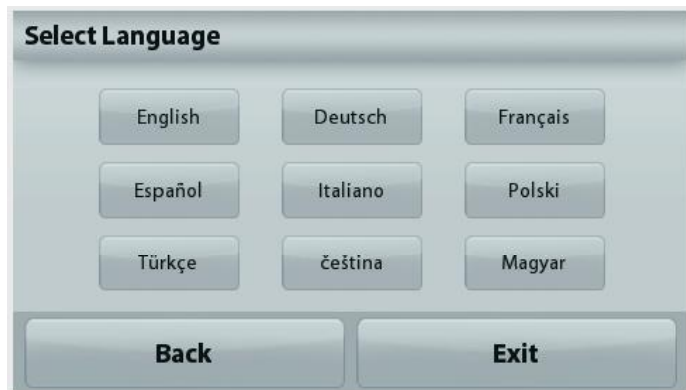 Select Language
English Deutsch Français
Español Italiano Polski
Türkçe čeština Magyar
Back Exit